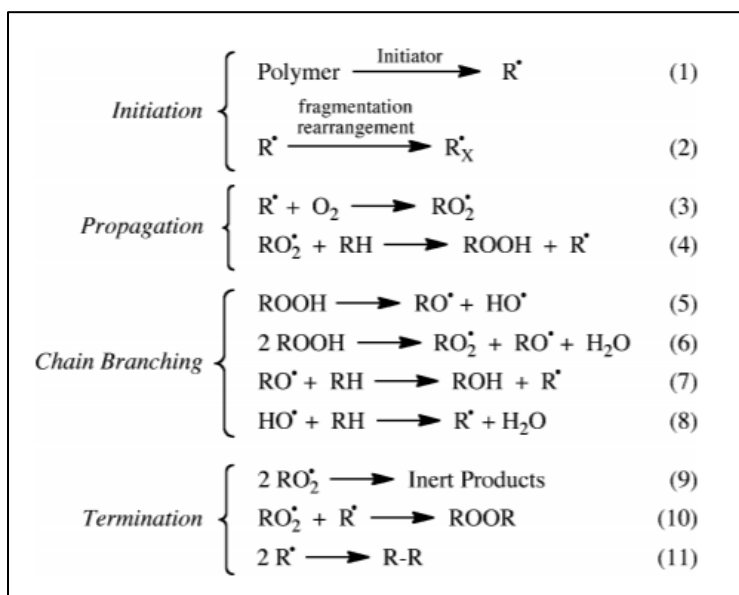 Initiation
Polymer Initiator → R• (1)
R• fragmentation rearrangement → R•X (2)
Propagation
R• + O2 → RO2• (3)
RO2• + RH → ROOH + R• (4)
Chain Branching
ROOH → RO• + HO• (5)
2 ROOH → RO2• + RO• + H2O (6)
RO• + RH → ROH + R• (7)
HO• + RH → R• + H2O (8)
Termination
2 RO2• → Inert Products (9)
RO2• + R• → ROOR (10)
2 R• → R-R (11)